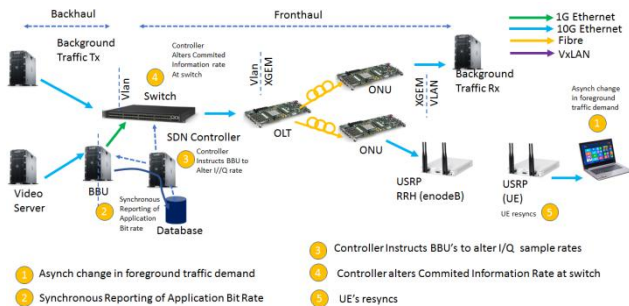 Backhaul
Fronthaul
1G Ethernet
10G Ethernet
Fibre
VxLAN
Background
Traffic Tx
Vlan
4
Controller
Alters Commited
Information rate
At switch
Switch
Vlan
XGEM
OLT
ONU
ONU
XGEM
VLAN
Background
Traffic Rx
Asynch change in
foreground
traffic demand
1
SDN Controller
3
Controller
Instructs BBU to
Alter I//Q rate
Video
Server
BBU
2
Synchronous
Reporting of
Application
Bit rate
Database
USRP
RRH (enodeB)
USRP
(UE)
UE resyncs
5
1 Asynch change in foreground traffic demand
2 Synchronous Reporting of Application Bit Rate
3 Controller Instructs BBU's to alter I/Q sample rates
4 Controller alters Commited Information Rate at switch
5 UE's resyncs